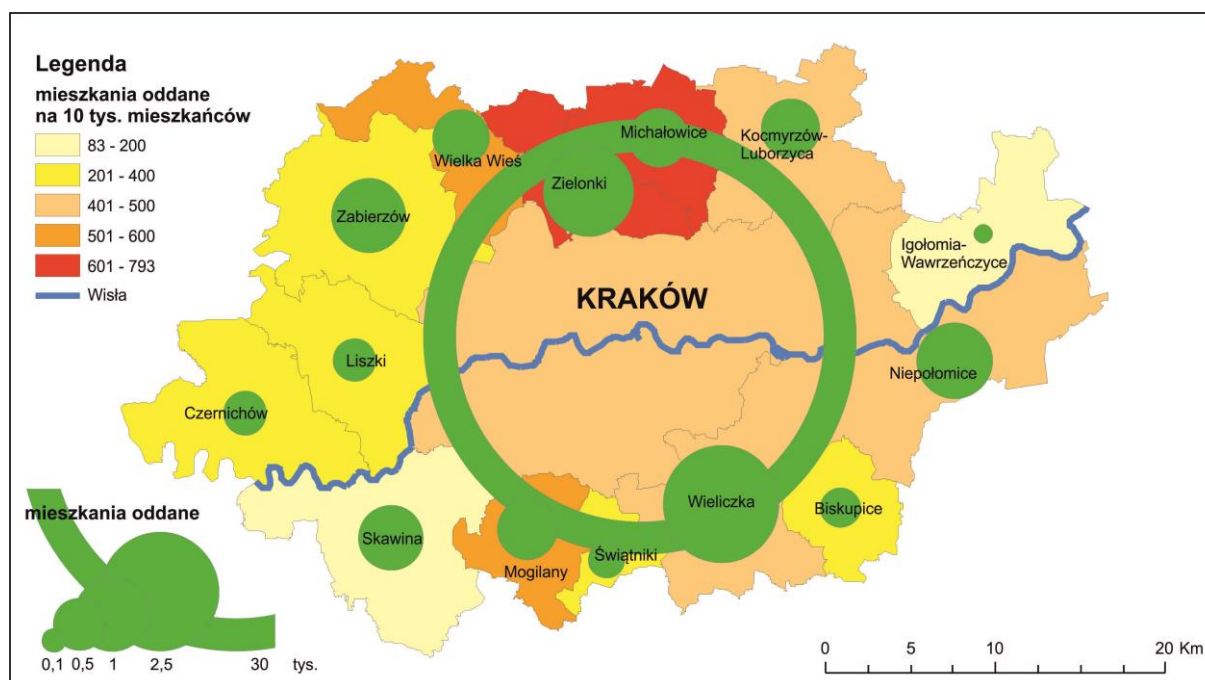 Legenda
mieszkania oddane
na 10 tys. mieszkańców
83 - 200
201 - 400
401 - 500
501 - 600
601 - 793
Wisła
Wielka Wieś
Michałowice
Kocmyrzów-
Luborzyca
Zielonki
Zabierzów
Igołomia-
Wawrzeńczyce
KRAKÓW
Liszki
Niepołomice
Czernichów
Wieliczka
Biskupice
Skawina
Mogilany
Świątniki
mieszkania oddane
0,1 0,5 1 2,5 30 tys.
0 5 10 20 Km